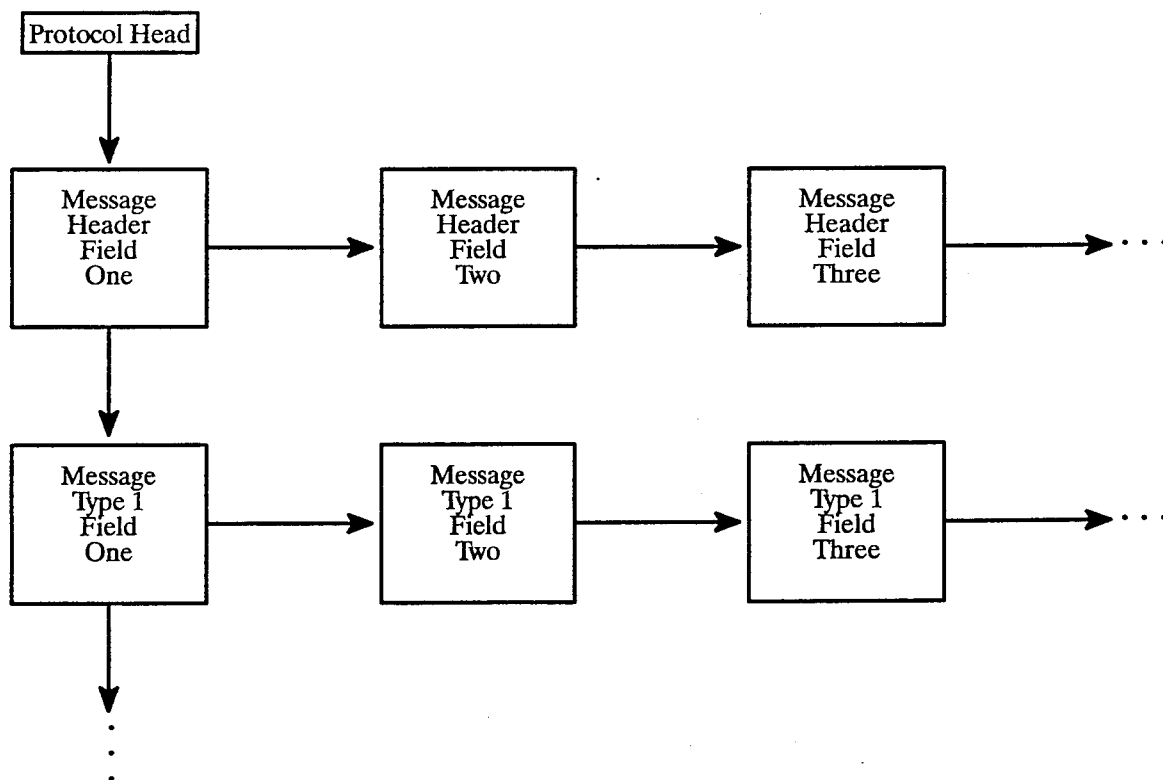 Protocol Head
Message
Header
Field
One
Message
Header
Field
Two
Message
Header
Field
Three
. . .
Message
Type 1
Field
One
Message
Type 1
Field
Two
Message
Type 1
Field
Three
. . .
.
.
.